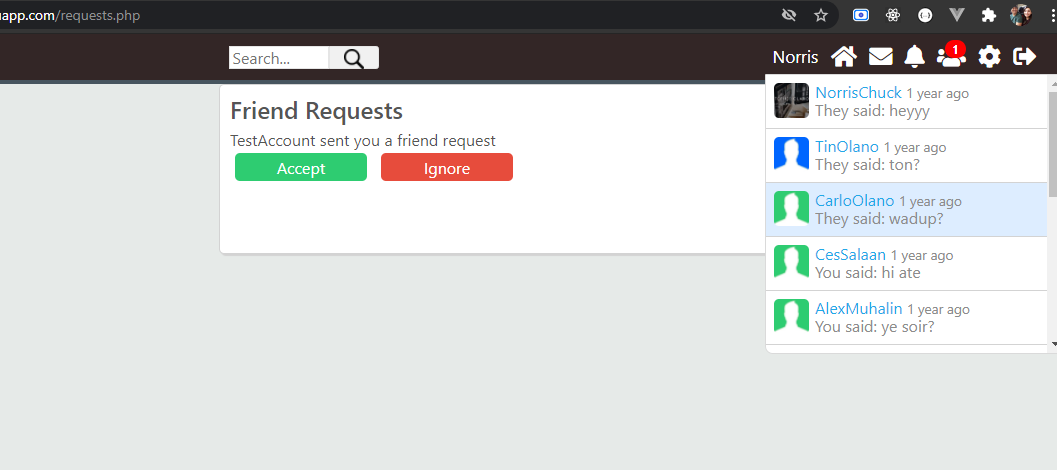 uapp.com/requests.php
Search...
Norris
1
Friend Requests
TestAccount sent you a friend request
Accept
Ignore
NorrisChuck 1 year ago
They said: heyyy
TinOlano 1 year ago
They said: ton?
CarloOlano 1 year ago
They said: wadup?
CesSalaan 1 year ago
You said: hi ate
AlexMuhalin 1 year ago
You said: ye soir?